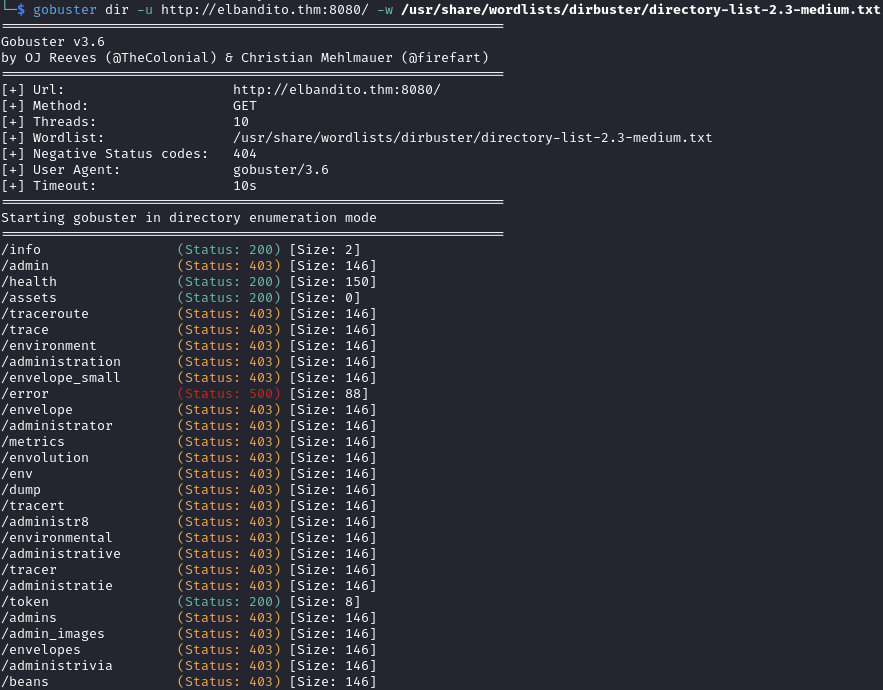 └─$ gobuster dir -u http://elbandito.thm:8080/ -w /usr/share/wordlists/dirbuster/directory-list-2.3-medium.txt
===============================================================
Gobuster v3.6
by OJ Reeves (@TheColonial) & Christian Mehlmauer (@firefart)
===============================================================
[+] Url:                     http://elbandito.thm:8080/
[+] Method:                  GET
[+] Threads:                 10
[+] Wordlist:                /usr/share/wordlists/dirbuster/directory-list-2.3-medium.txt
[+] Negative Status codes:   404
[+] User Agent:              gobuster/3.6
[+] Timeout:                 10s
===============================================================
Starting gobuster in directory enumeration mode
===============================================================
/info                 (Status: 200) [Size: 2]
/admin                (Status: 403) [Size: 146]
/health               (Status: 200) [Size: 150]
/assets               (Status: 200) [Size: 0]
/traceroute           (Status: 403) [Size: 146]
/trace                (Status: 403) [Size: 146]
/environment          (Status: 403) [Size: 146]
/administration       (Status: 403) [Size: 146]
/envelope_small       (Status: 403) [Size: 146]
/error                (Status: 500) [Size: 88]
/envelope             (Status: 403) [Size: 146]
/administrator        (Status: 403) [Size: 146]
/metrics              (Status: 403) [Size: 146]
/envolution           (Status: 403) [Size: 146]
/env                  (Status: 403) [Size: 146]
/dump                 (Status: 403) [Size: 146]
/tracert              (Status: 403) [Size: 146]
/administr8           (Status: 403) [Size: 146]
/environmental        (Status: 403) [Size: 146]
/administrative       (Status: 403) [Size: 146]
/tracer               (Status: 403) [Size: 146]
/administratie        (Status: 403) [Size: 146]
/token                (Status: 200) [Size: 8]
/admins               (Status: 403) [Size: 146]
/admin_images         (Status: 403) [Size: 146]
/envelopes            (Status: 403) [Size: 146]
/administrivia        (Status: 403) [Size: 146]
/beans                (Status: 403) [Size: 146]